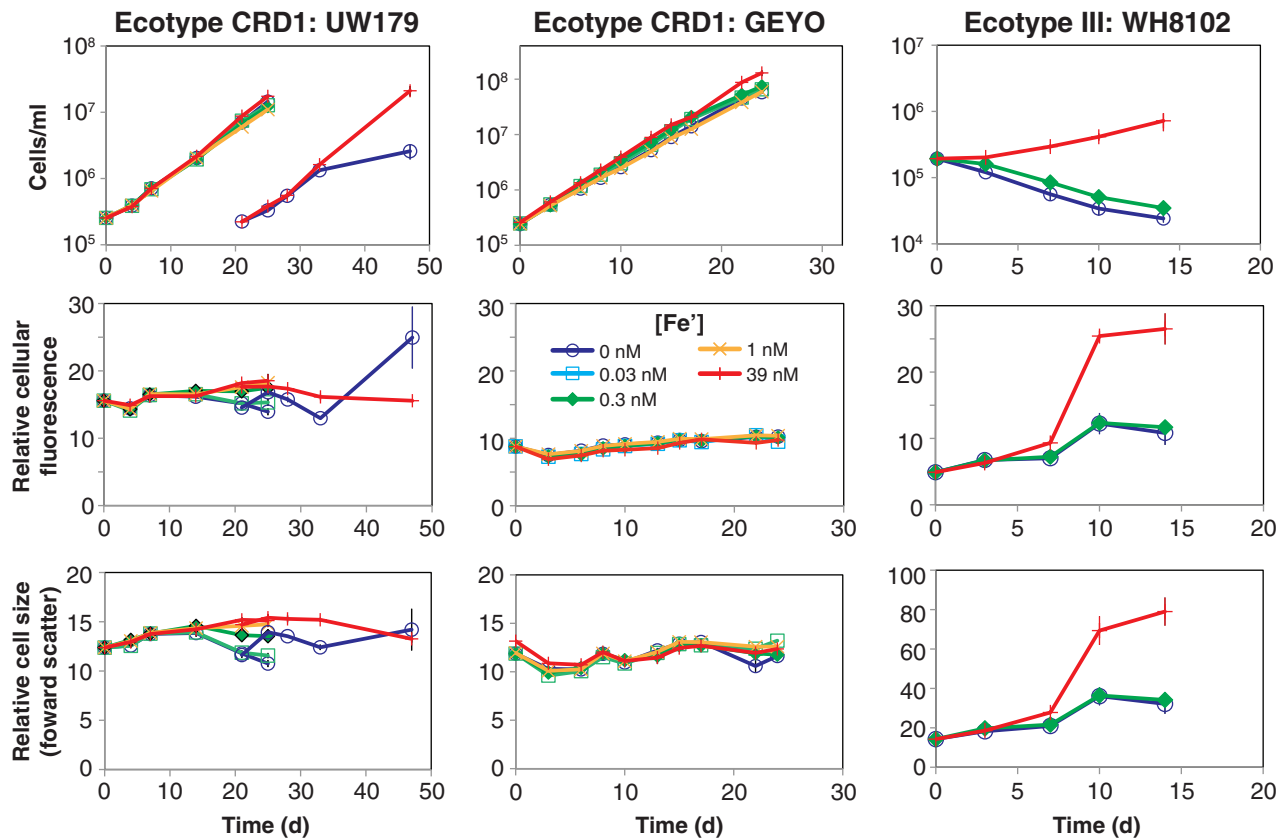 Ecotype CRD1: UW179
Ecotype CRD1: GEYO
Ecotype III: WH8102
Cells/ml
10^8
10^7
10^6
10^5
0 10 20 30 40 50
10^8
10^7
10^6
10^5
0 10 20 30
10^7
10^6
10^5
10^4
0 5 10 15 20
Relative cellular
fluorescence
30
20
10
0
0 10 20 30 40 50
30
20
10
0
0 10 20 30
[Fe']
0 nM
0.03 nM
0.3 nM
1 nM
39 nM
30
20
10
0
0 5 10 15 20
Relative cell size
(foward scatter)
20
15
10
5
0
0 10 20 30 40 50
Time (d)
20
15
10
5
0
0 10 20 30
Time (d)
100
80
60
40
20
0
0 5 10 15 20
Time (d)